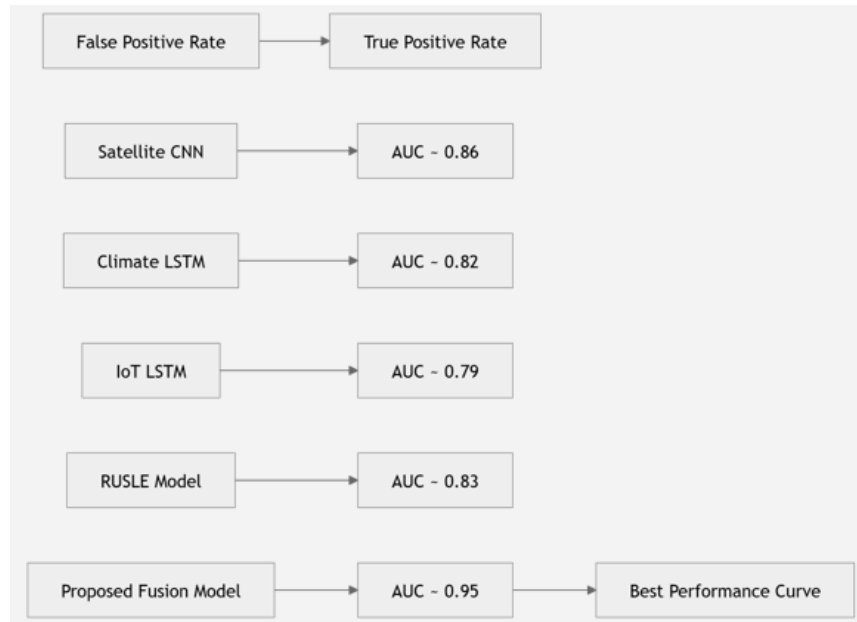 False Positive Rate
True Positive Rate
Satellite CNN
AUC ~ 0.86
Climate LSTM
AUC ~ 0.82
IoT LSTM
AUC ~ 0.79
RUSLE Model
AUC ~ 0.83
Proposed Fusion Model
AUC ~ 0.95
Best Performance Curve